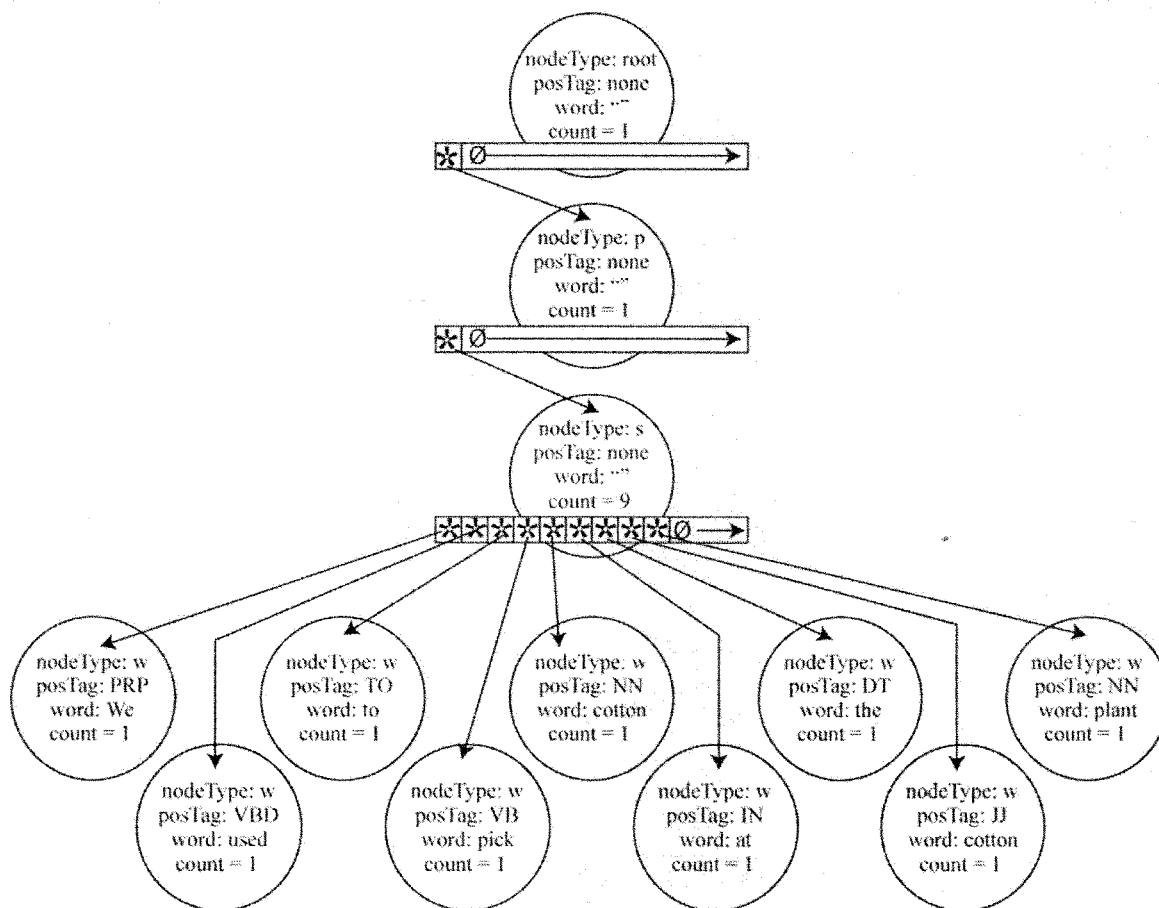 nodeType: root
posTag: none
word: “”
count = 1
* Ø
nodeType: p
posTag: none
word: “”
count = 1
* Ø
nodeType: s
posTag: none
word: “”
count = 9
* * * * * * * * * Ø
nodeType: w
posTag: PRP
word: We
count = 1
nodeType: w
posTag: VBD
word: used
count = 1
nodeType: w
posTag: TO
word: to
count = 1
nodeType: w
posTag: VB
word: pick
count = 1
nodeType: w
posTag: NN
word: cotton
count = 1
nodeType: w
posTag: IN
word: at
count = 1
nodeType: w
posTag: DT
word: the
count = 1
nodeType: w
posTag: JJ
word: cotton
count = 1
nodeType: w
posTag: NN
word: plant
count = 1